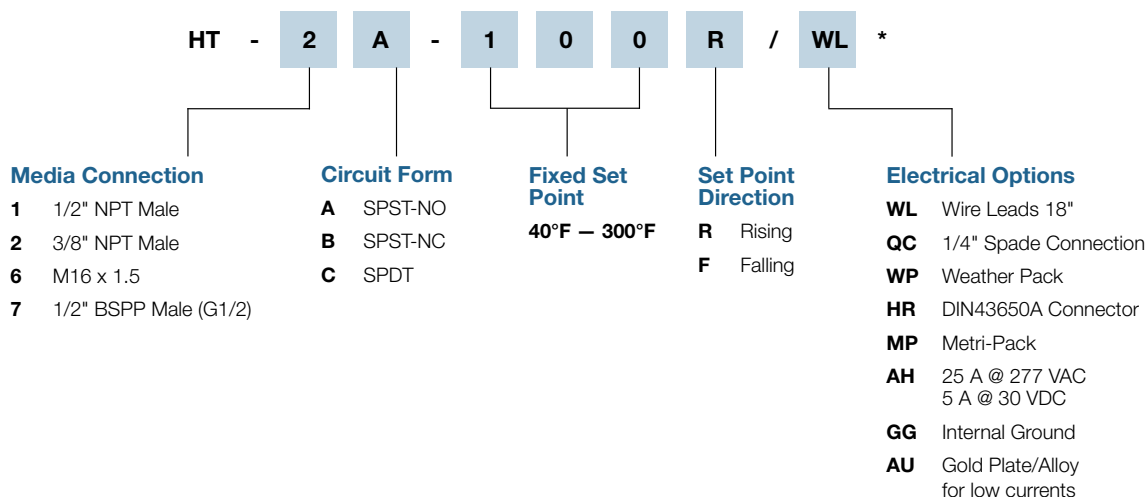 HT - 2 A - 1 0 0 R / WL *
Media Connection
1 1/2" NPT Male
2 3/8" NPT Male
6 M16 x 1.5
7 1/2" BSPP Male (G1/2)
Circuit Form
A SPST-NO
B SPST-NC
C SPDT
Fixed Set
Point
40°F — 300°F
Set Point
Direction
R Rising
F Falling
Electrical Options
WL Wire Leads 18"
QC 1/4" Spade Connection
WP Weather Pack
HR DIN43650A Connector
MP Metri-Pack
AH 25 A @ 277 VAC
5 A @ 30 VDC
GG Internal Ground
AU Gold Plate/Alloy
for low currents